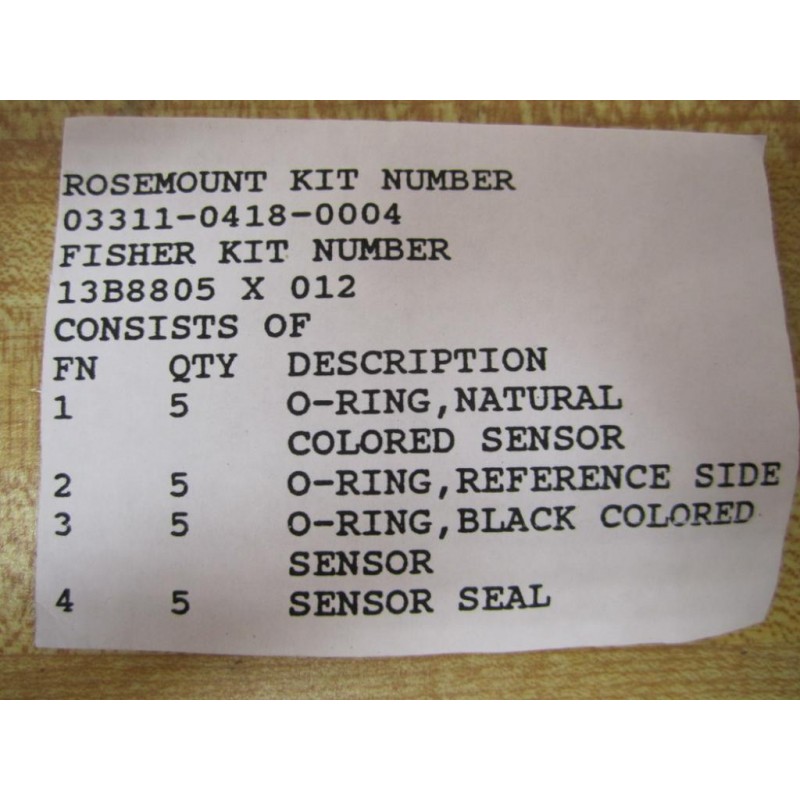 ROSEMOUNT KIT NUMBER
03311-0418-0004
FISHER KIT NUMBER
13B8805 X 012
CONSISTS OF
FN QTY DESCRIPTION
1 5 O-RING,NATURAL
COLORED SENSOR
2 5 O-RING,REFERENCE SIDE
3 5 O-RING,BLACK COLORED
SENSOR
4 5 SENSOR SEAL